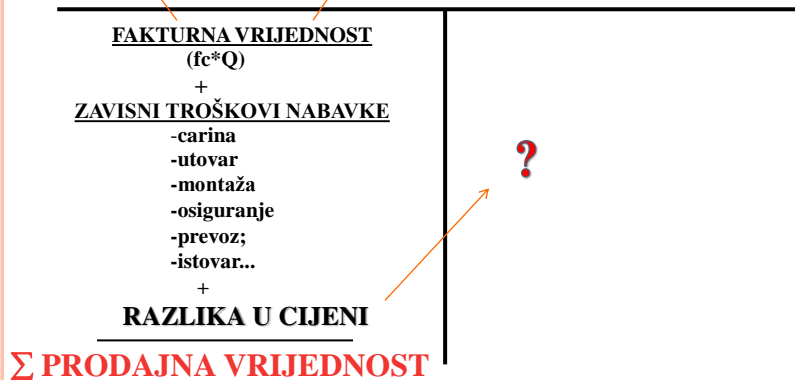 FAKTURNA VRIJEDNOST
(fc*Q)
+
ZAVISNI TROŠKOVI NABAVKE
-carina
-utovar
-montaža
-osiguranje
-prevoz;
-istovar...
+
RAZLIKA U CIJENI
?
∑ PRODAJNA VRIJEDNOST